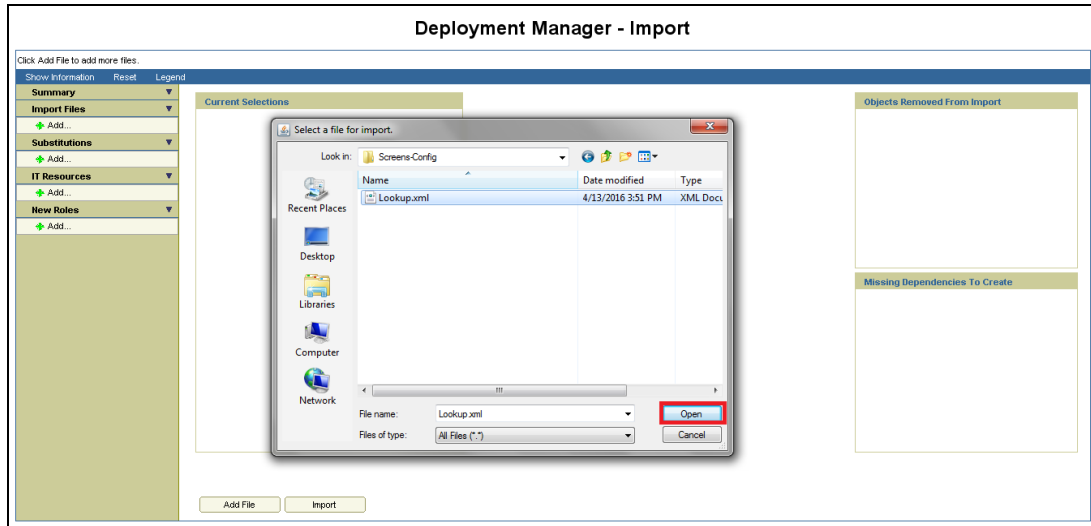 Deployment Manager - Import
Click Add File to add more files.
Show Information Reset Legend
Summary
Import Files
Add...
Substitutions
Add...
IT Resources
Add...
New Roles
Add...
Current Selections
Objects Removed From Import
Missing Dependencies To Create
Select a file for import.
Look in: Screens-Config
Recent Places
Desktop
Libraries
Computer
Network
Name Date modified Type
Lookup.xml 4/13/2016 3:51 PM XML Docu
File name: Lookup.xml Open
Files of type: All Files (*.*) Cancel
Add File Import